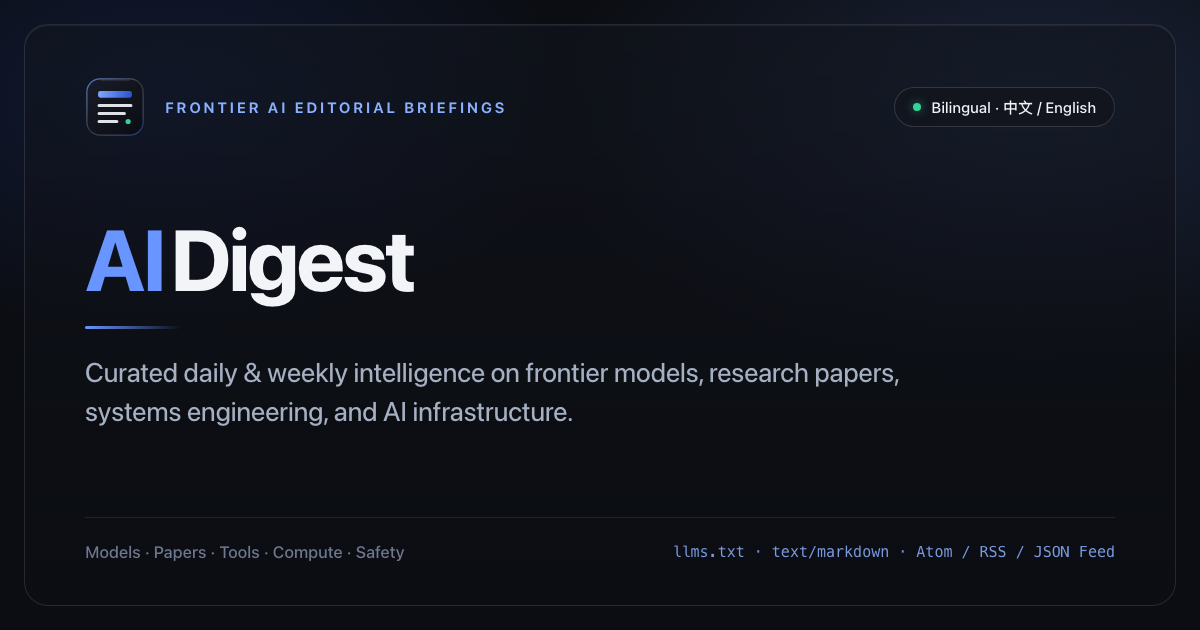 FRONTIER AI EDITORIAL BRIEFINGS
Bilingual · 中文 / English
AI Digest
Curated daily & weekly intelligence on frontier models, research papers,
systems engineering, and AI infrastructure.
Models · Papers · Tools · Compute · Safety
llms.txt · text/markdown · Atom / RSS / JSON Feed